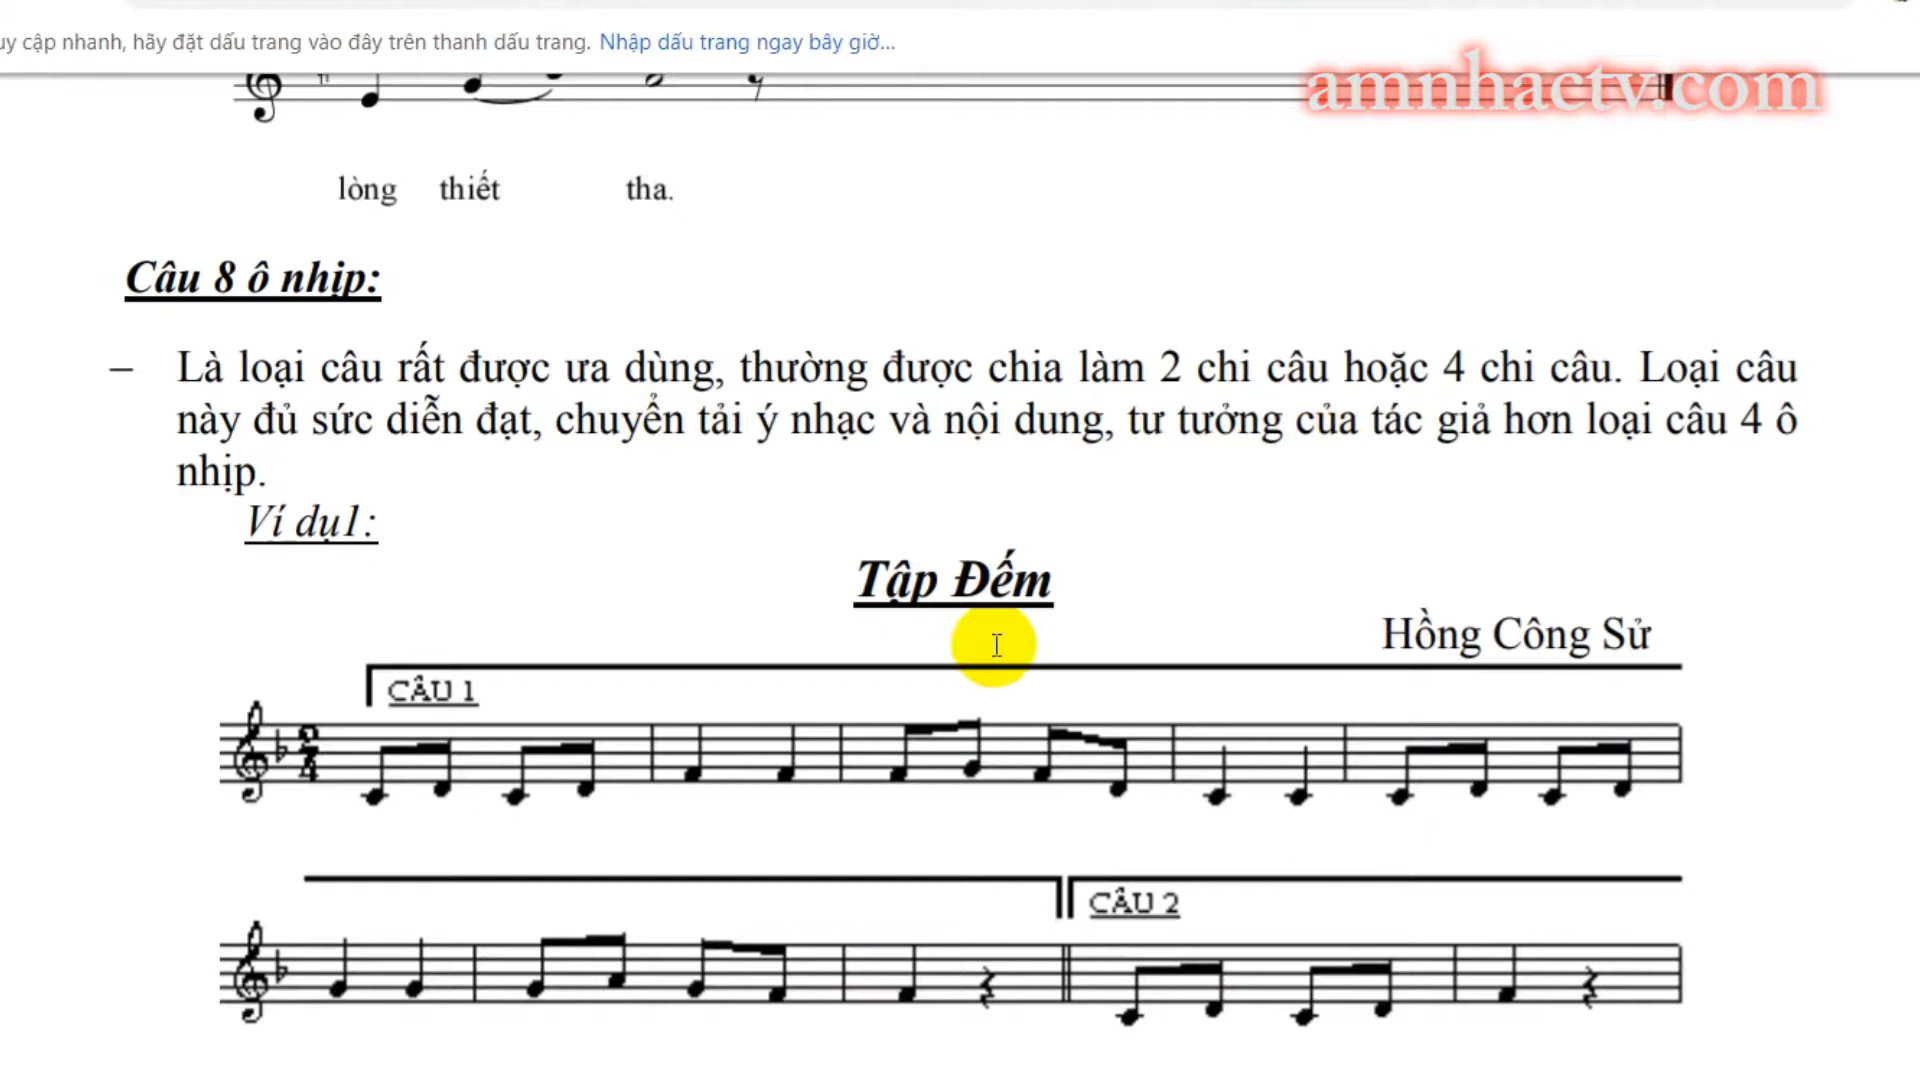 cập nhanh, hãy đặt dấu trang vào đây trên thanh dấu trang. Nhập dấu trang ngay bây giờ...
amnhactv.com
lòng thiết tha.
Câu 8 ô nhịp:
– Là loại câu rất được ưa dùng, thường được chia làm 2 chi câu hoặc 4 chi câu. Loại câu
này đủ sức diễn đạt, chuyển tải ý nhạc và nội dung, tư tưởng của tác giả hơn loại câu 4 ô
nhịp.
Ví dụ1:
Tập Đếm
Hồng Công Sử
CÂU 1
2
4
CÂU 2